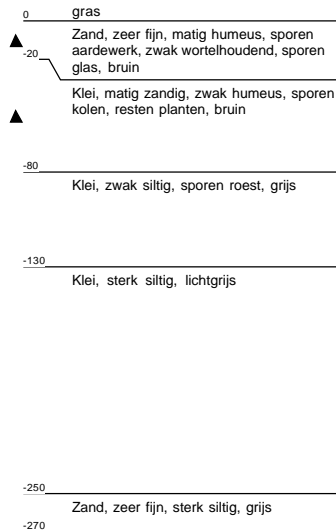 0 gras
Zand, zeer fijn, matig humeus, sporen
aardewerk, zwak wortelhoudend, sporen
-20
glas, bruin
Klei, matig zandig, zwak humeus, sporen
kolen, resten planten, bruin
-80
Klei, zwak siltig, sporen roest, grijs
-130
Klei, sterk siltig, lichtgrijs
-250
Zand, zeer fijn, sterk siltig, grijs
-270